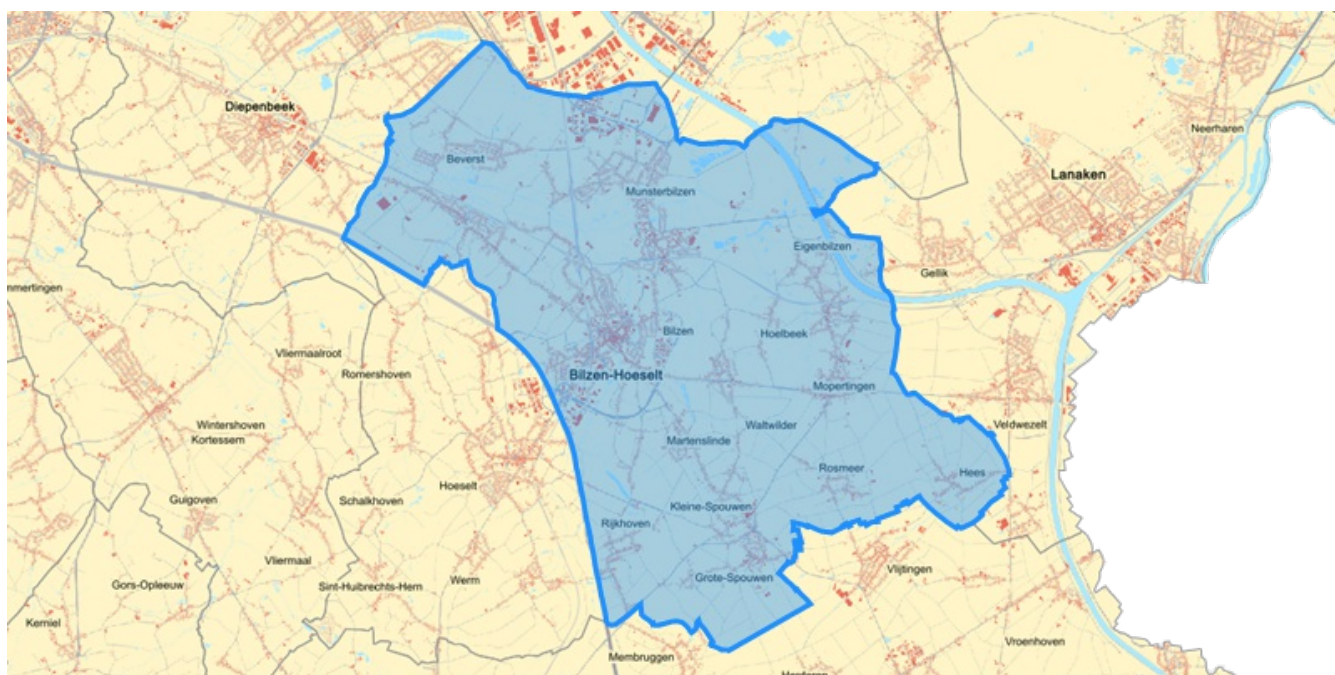 Diepenbeek
Neerharen
Beverst
Lanaken
Munsterbilzen
Eigenbilzen
Gellik
mmertingen
Bilzen
Hoelbeek
Vliermaalroot
Romershoven
Bilzen-Hoeselt
Mopertingen
Wintershoven
Kortessem
Waltwilder
Veldwezelt
Martenslinde
Rosmeer
Hees
Hoeselt
Guigoven
Schalkhoven
Kleine-Spouwen
Rijkhoven
Vliermaal
Vlijtingen
Gors-Opleeuw
Sint-Huibrechts-Hern
Werm
Grote-Spouwen
Kerniel
Vroenhoven
Membruggen